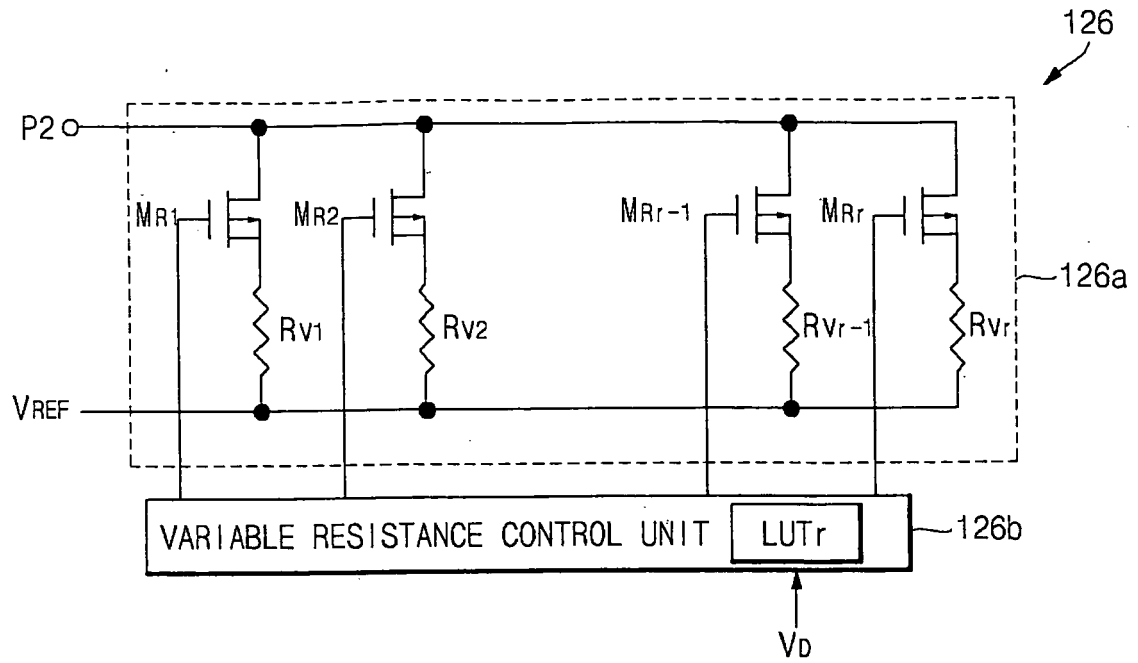 126
P2
MR1
MR2
MRr-1
MRr
126a
RV1
RV2
RVr-1
RVr
VREF
VARIABLE RESISTANCE CONTROL UNIT
LUTr
126b
VD